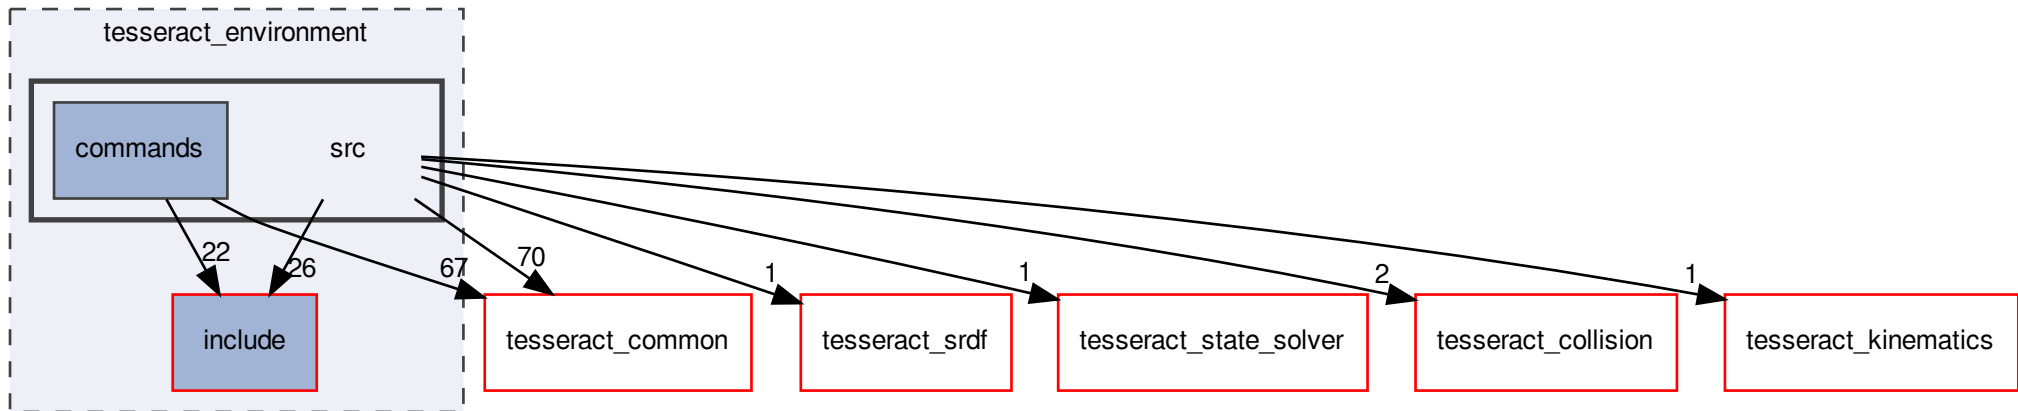 tesseract_environment
commands
src
22
26
67
70
1
1
2
1
include
tesseract_common
tesseract_srdf
tesseract_state_solver
tesseract_collision
tesseract_kinematics